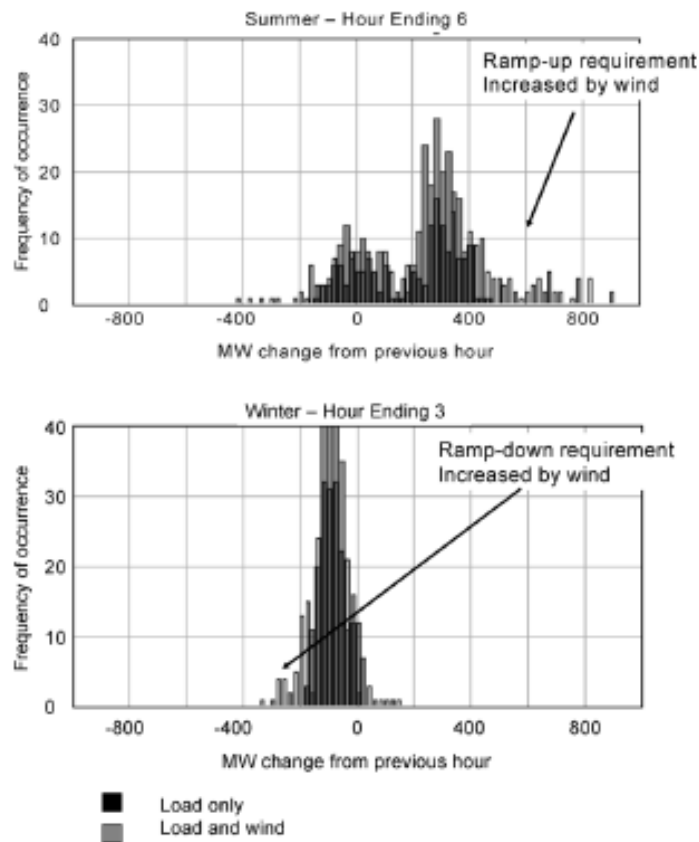 Summer – Hour Ending 6
40
30
20
10
0
Frequency of occurrence
Ramp-up requirement
Increased by wind
-800 -400 0 400 800
MW change from previous hour
Winter – Hour Ending 3
40
30
20
10
0
Frequency of occurrence
Ramp-down requirement
Increased by wind
-800 -400 0 400 800
MW change from previous hour
Load only
Load and wind